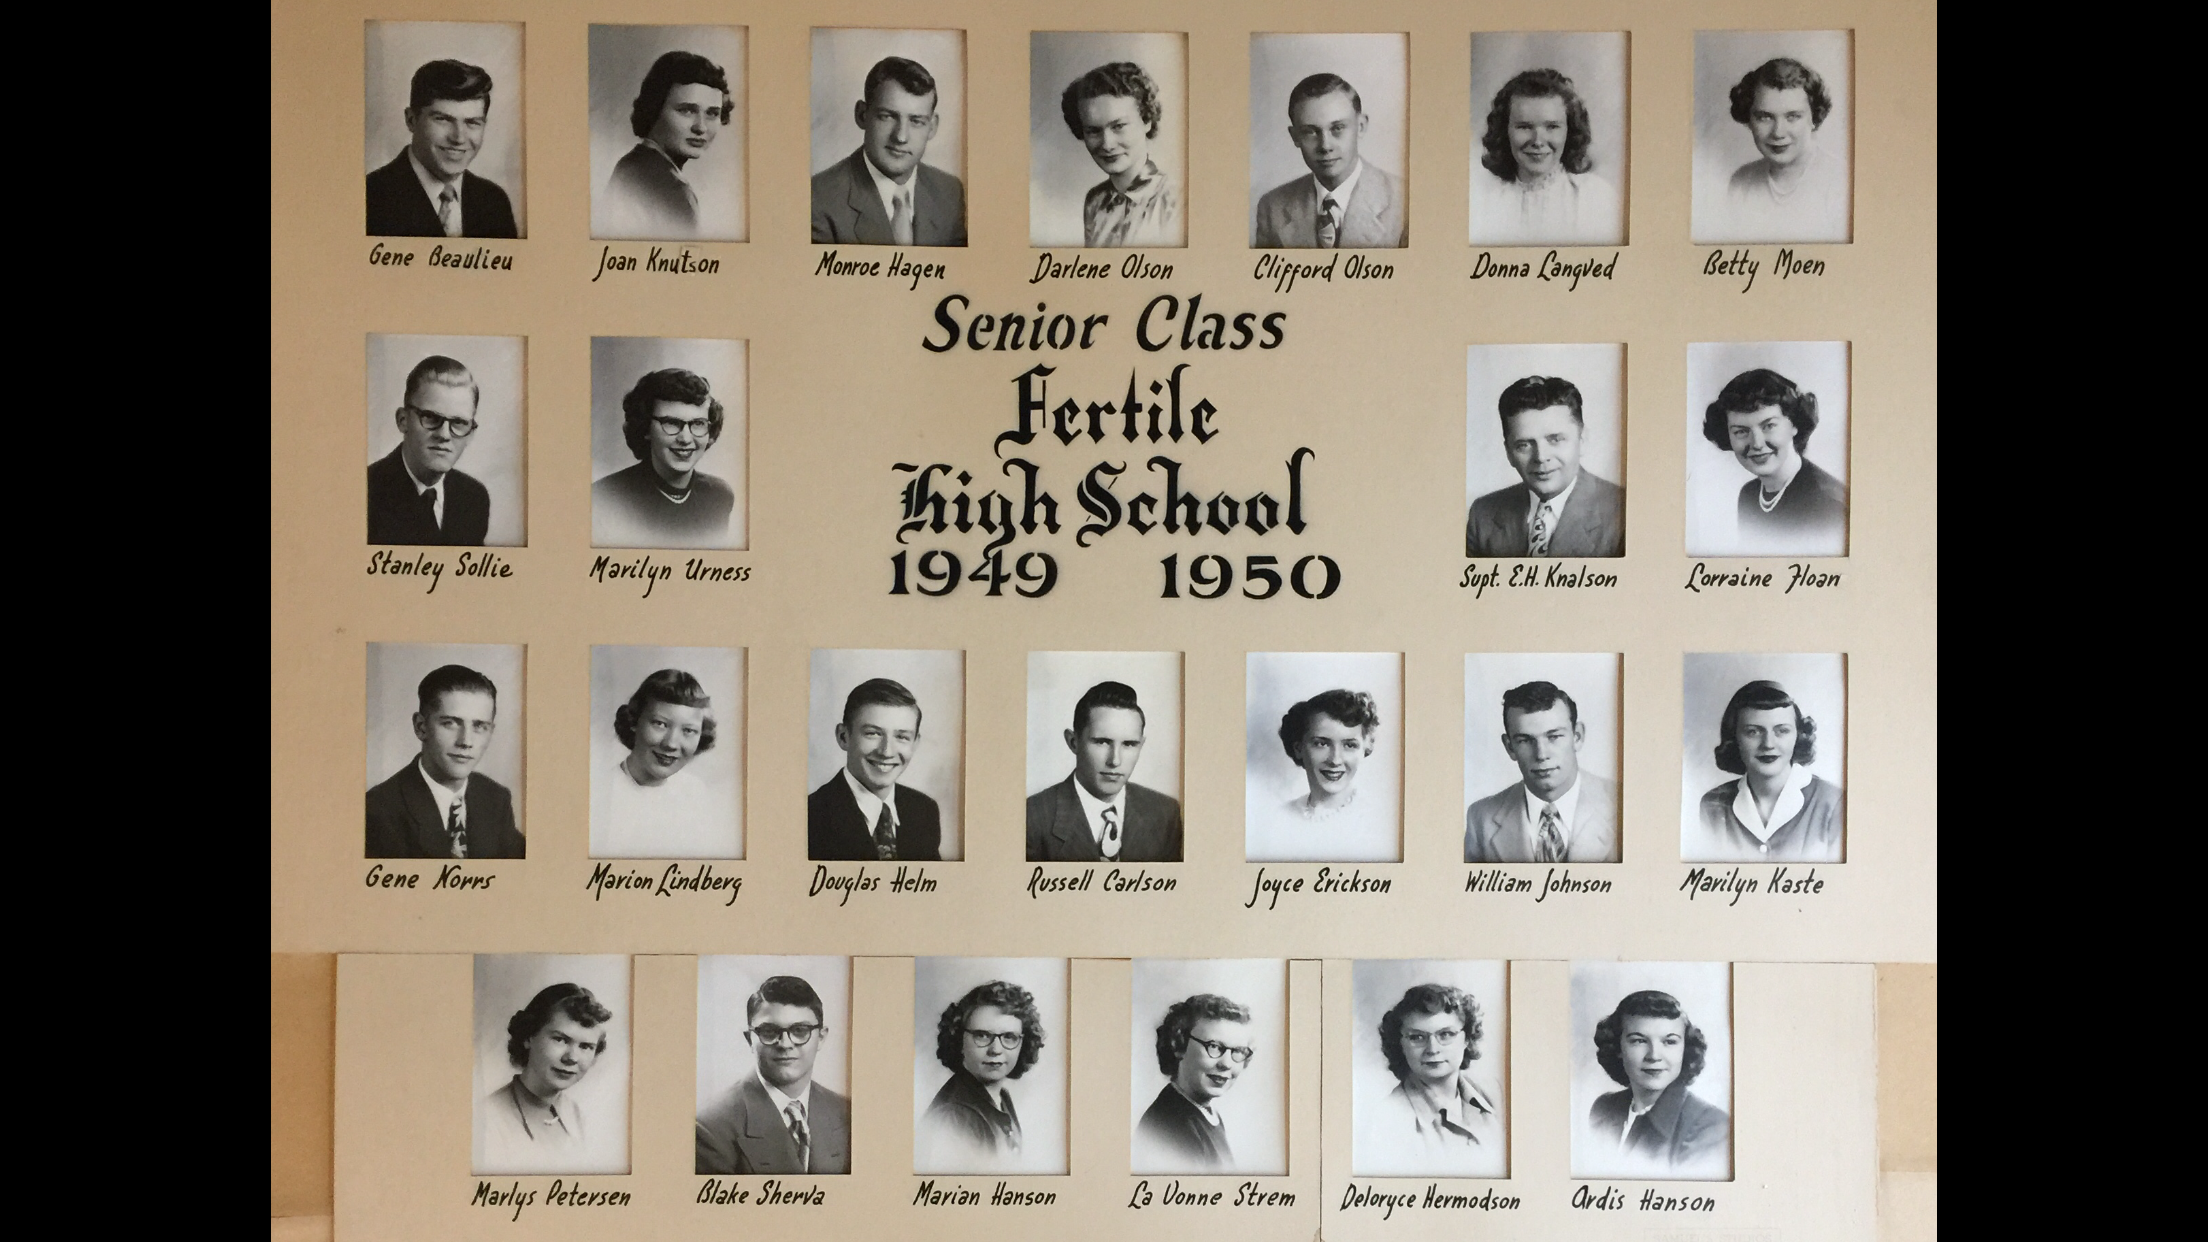 Gene Beaulieu Joan Knutson Monroe Hagen Darlene Olson Clifford Olson Donna Langved Betty Moen
Senior Class
Fertile
High School
1949 1950
Stanley Sollie Marilyn Urness Supt. E.H. Knalson Lorraine Floan
Gene Norrs Marion Lindberg Douglas Helm Russell Carlson Joyce Erickson William Johnson Marilyn Kaste
Marlys Petersen Blake Sherva Marian Hanson La Vonne Strem Deloryce Hermodson Ardis Hanson